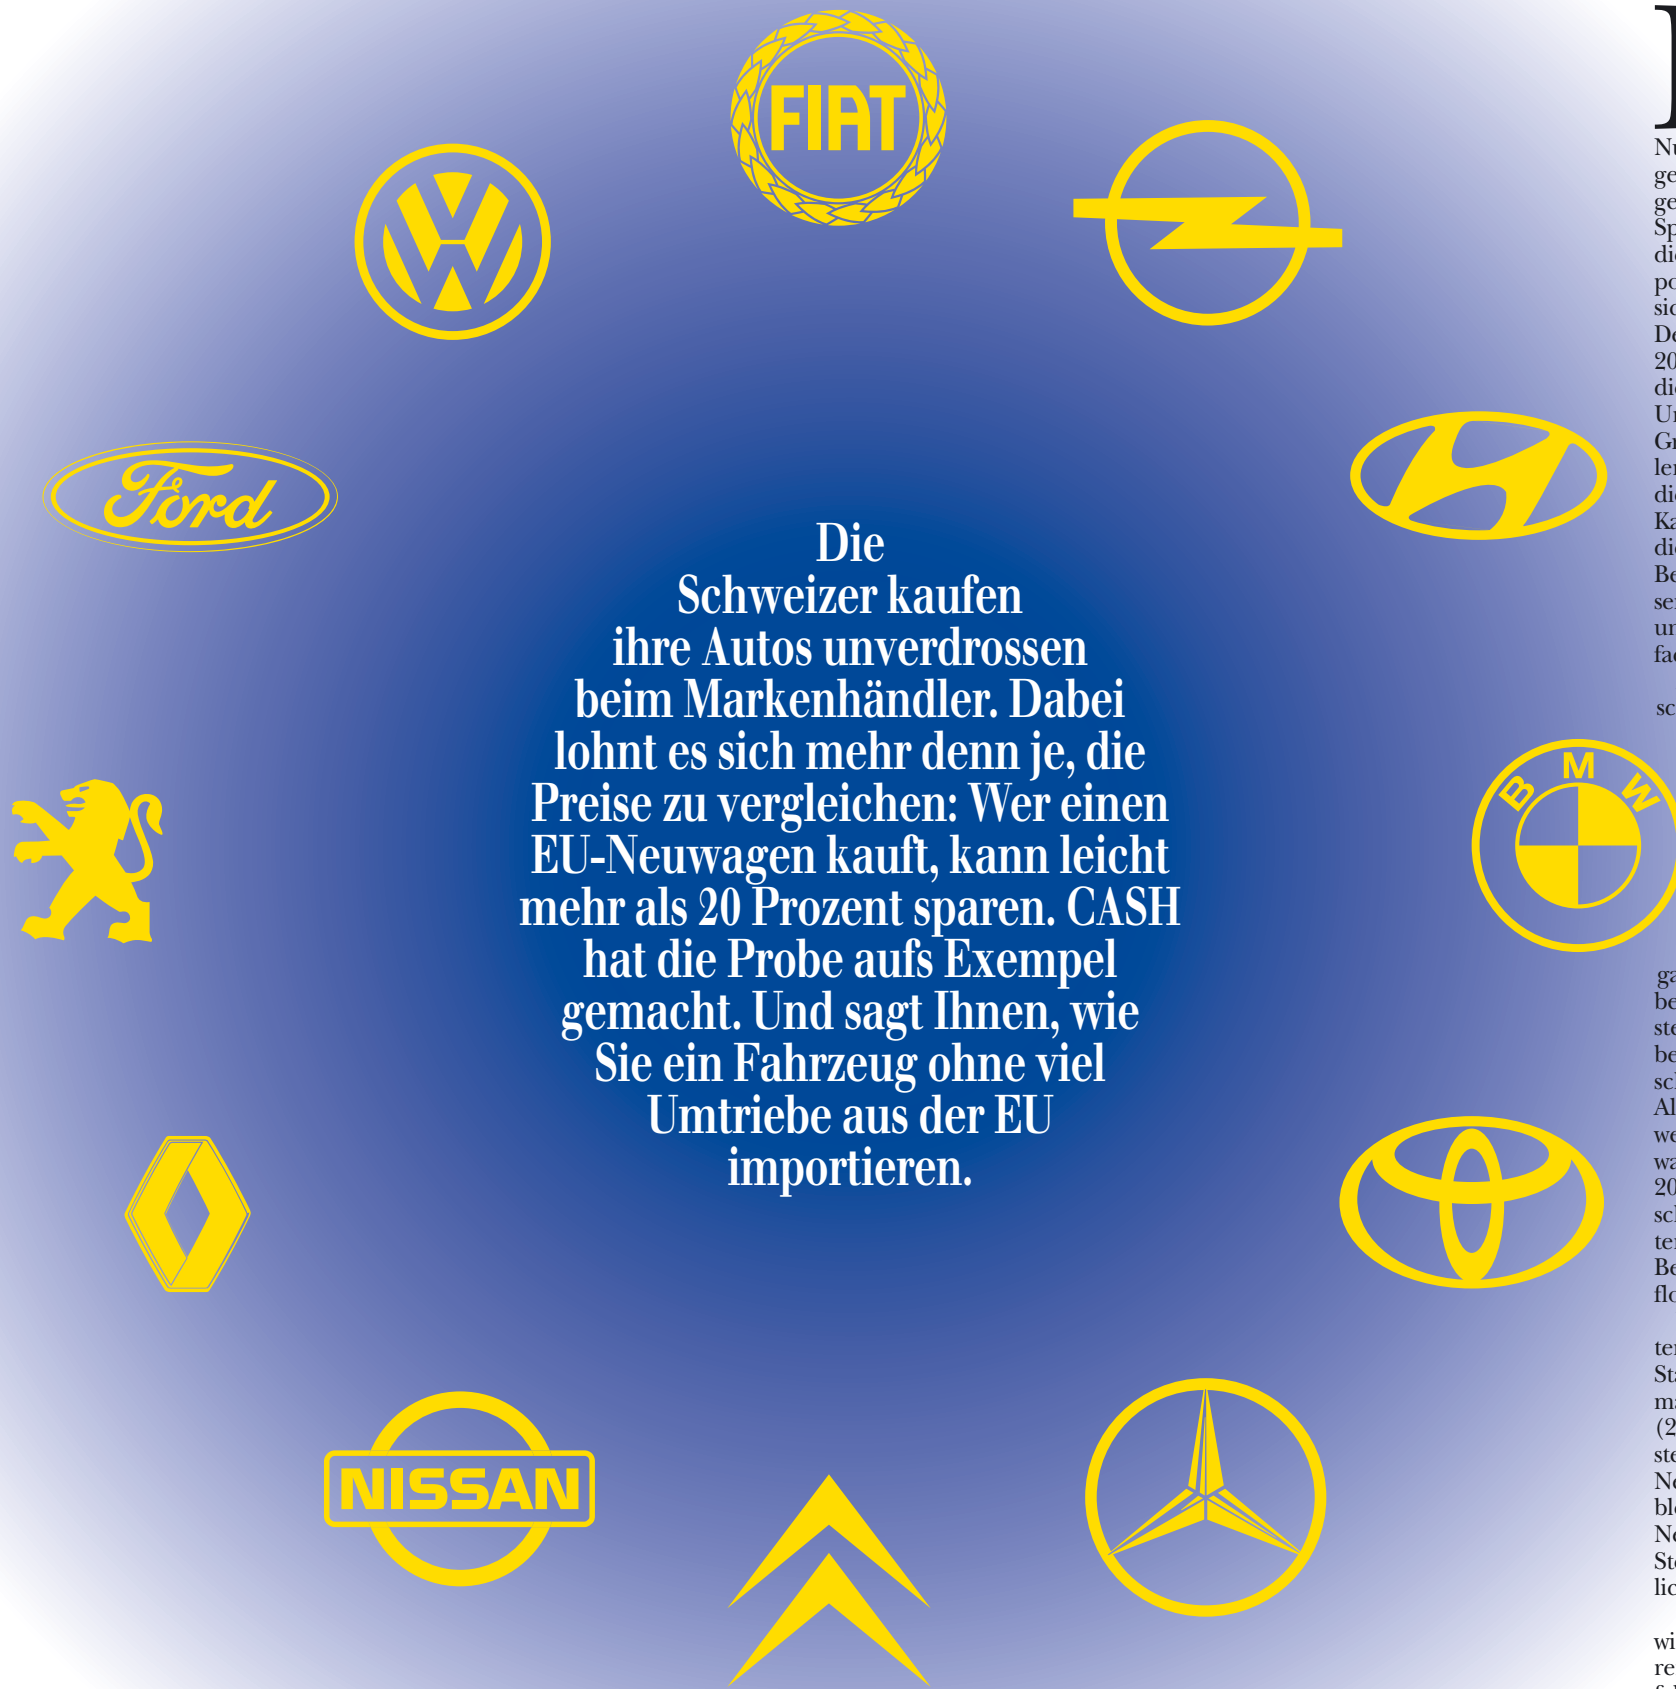 FIAT
VW
Ford
BMW
NISSAN
Die
Schweizer kaufen
ihre Autos unverdrossen
beim Markenhändler. Dabei
lohnt es sich mehr denn je, die
Preise zu vergleichen: Wer einen
EU-Neuwagen kauft, kann leicht
mehr als 20 Prozent sparen. CASH
hat die Probe aufs Exempel
gemacht. Und sagt Ihnen, wie
Sie ein Fahrzeug ohne viel
Umtriebe aus der EU
importieren.